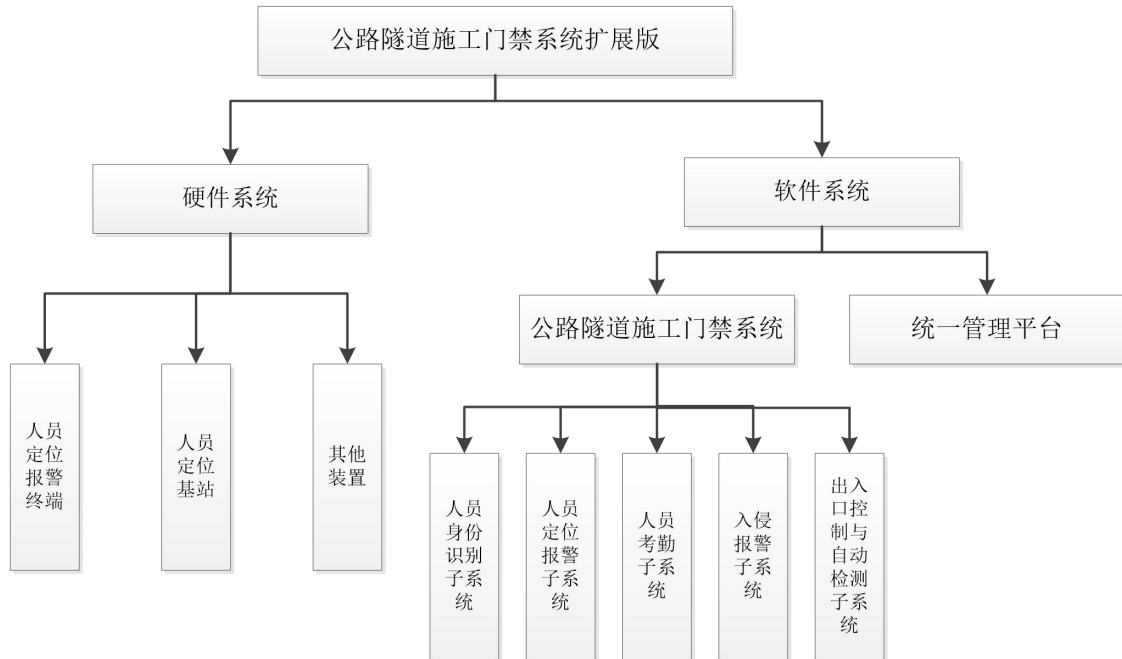 公路隧道施工门禁系统扩展版
硬件系统
软件系统
公路隧道施工门禁系统
统一管理平台
人员
定位
报警
终端
人员
定位
基站
其他
装置
人员
身份
识别
子系
统
人员
定位
报警
子系
统
人员
考勤
子系
统
入侵
报警
子系
统
出入
口控
制与
自动
检测
子系
统